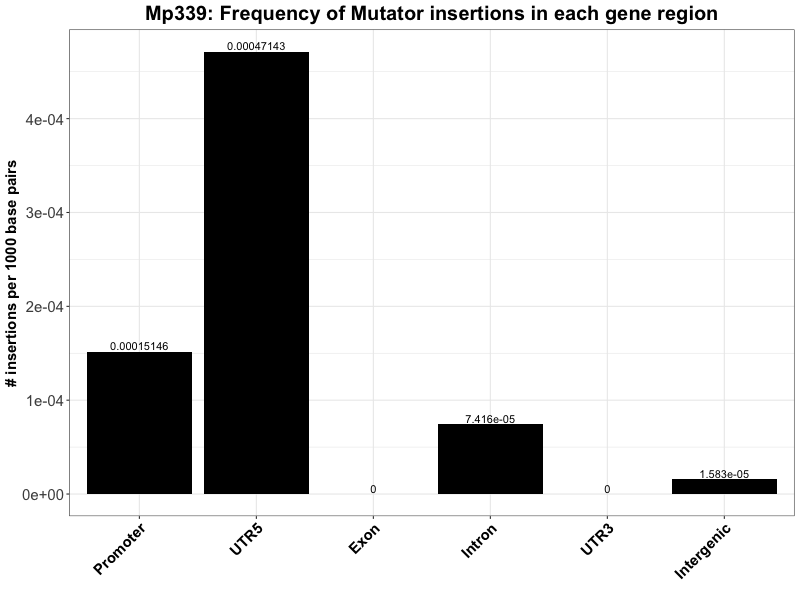 Mp339: Frequency of Mutator insertions in each gene region
# insertions per 1000 base pairs
4e-04
3e-04
2e-04
1e-04
0e+00
0.00015146
0.00047143
0
7.416e-05
0
1.583e-05
Promoter
UTR5
Exon
Intron
UTR3
Intergenic